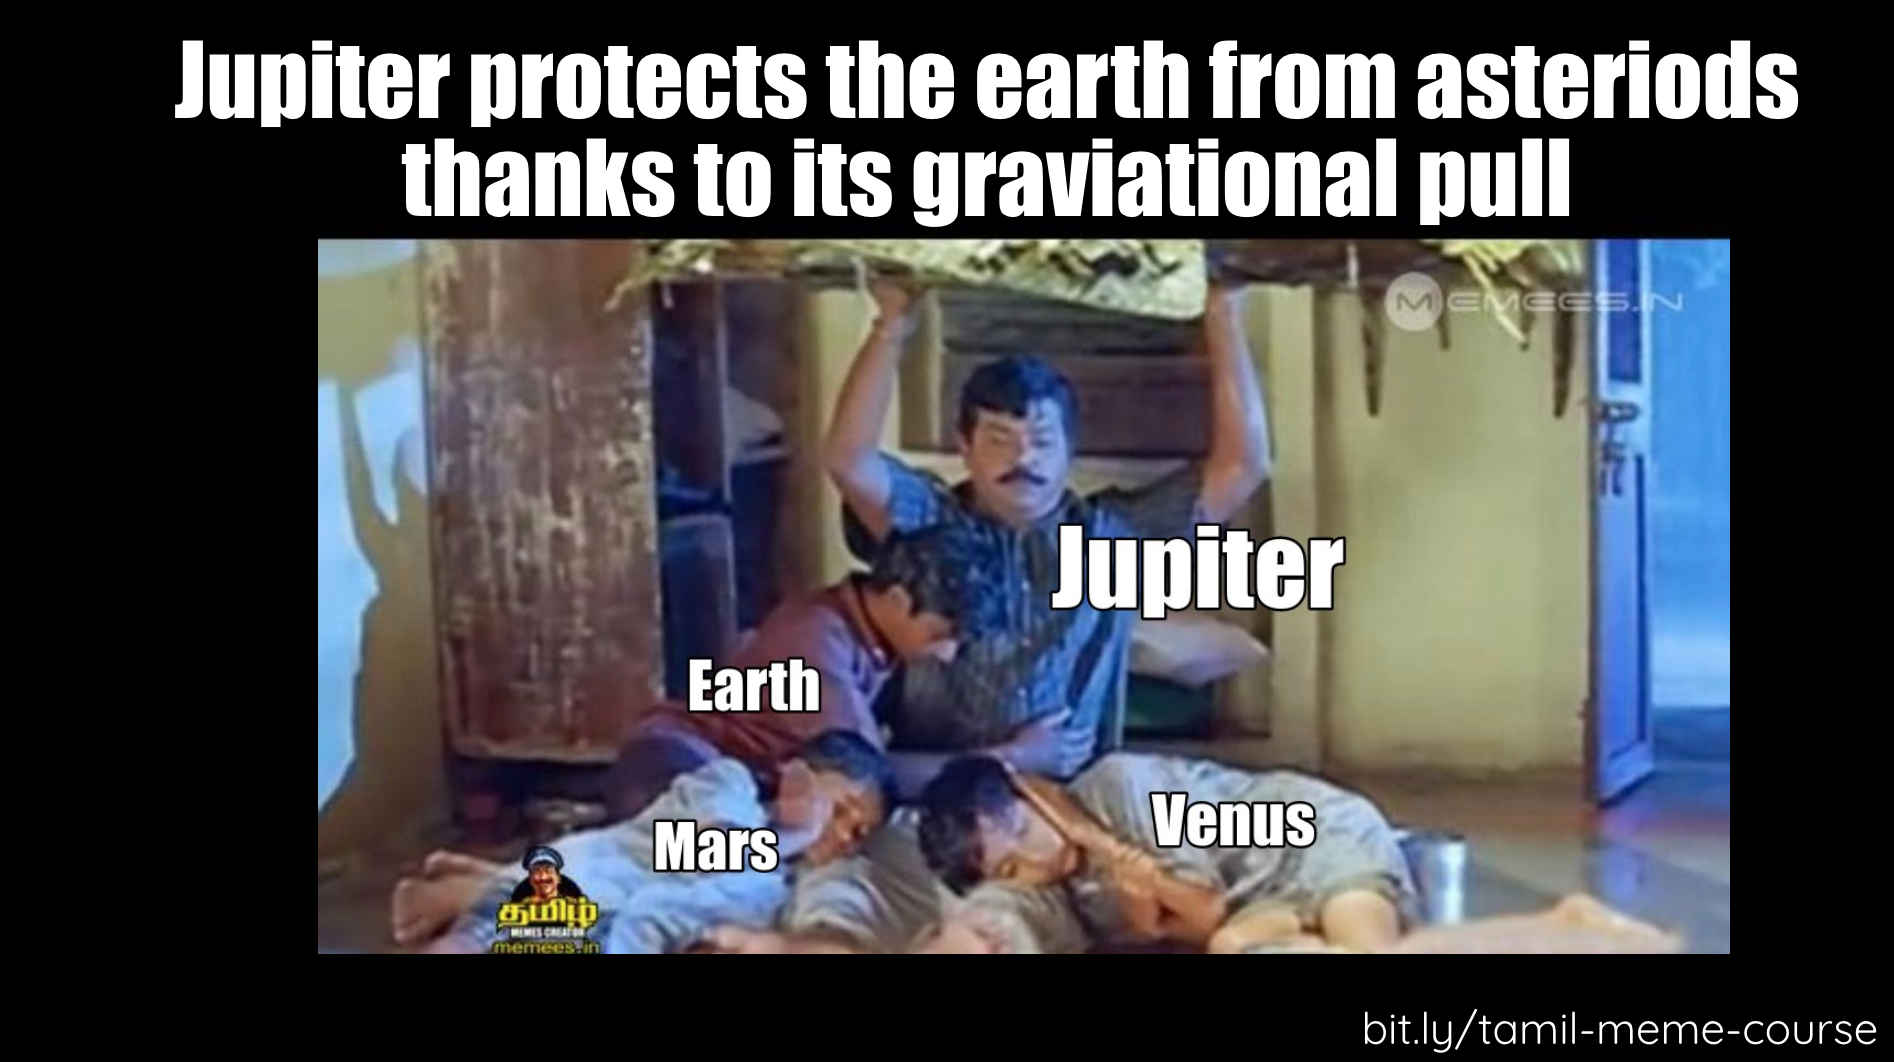 Jupiter protects the earth from asteriods
thanks to its graviational pull
MEMEES.IN
Jupiter
Earth
Venus
Mars
தமிழ்
MEMES CREATOR
memees.in
bit.ly/tamil-meme-course